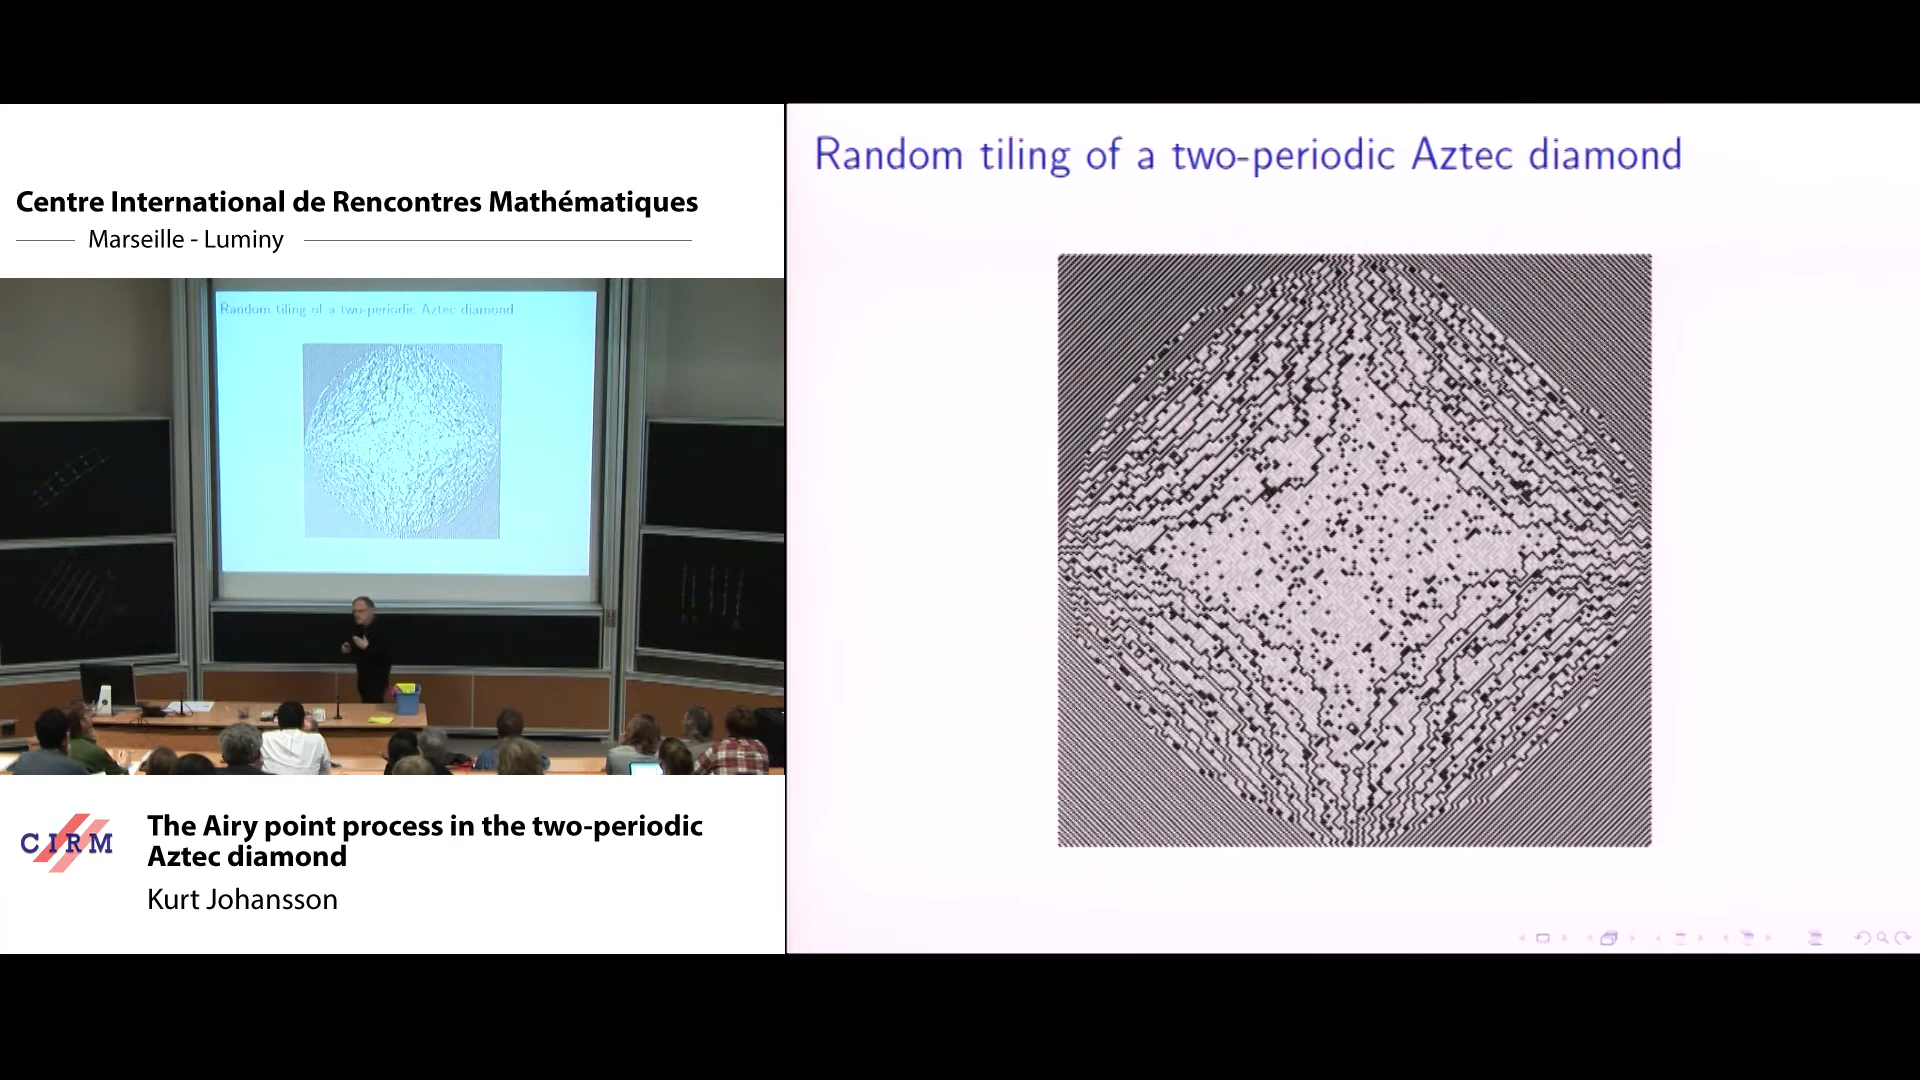 Centre International de Rencontres Mathématiques
Marseille - Luminy
Random tiling of a two-periodic Aztec diamond
CIRM
The Airy point process in the two-periodic
Aztec diamond
Kurt Johansson
Random tiling of a two-periodic Aztec diamond